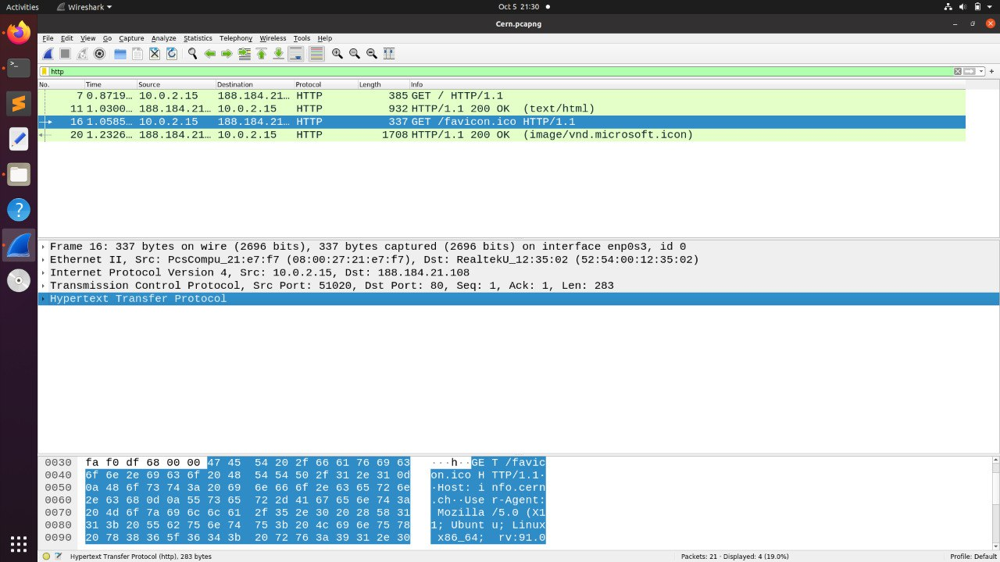 Activities Wireshark Oct 5 21:30
Cern.pcapng
File Edit View Go Capture Analyze Statistics Telephony Wireless Tools Help
http
No. Time Source Destination Protocol Length Info
7 0.8719… 10.0.2.15 188.184.21… HTTP 385 GET / HTTP/1.1
11 1.0300… 188.184.21… 10.0.2.15 HTTP 932 HTTP/1.1 200 OK (text/html)
16 1.0585… 10.0.2.15 188.184.21… HTTP 337 GET /favicon.ico HTTP/1.1
20 1.2326… 188.184.21… 10.0.2.15 HTTP 1708 HTTP/1.1 200 OK (image/vnd.microsoft.icon)
Frame 16: 337 bytes on wire (2696 bits), 337 bytes captured (2696 bits) on interface enp0s3, id 0
Ethernet II, Src: PcsCompu_21:e7:f7 (08:00:27:21:e7:f7), Dst: RealtekU_12:35:02 (52:54:00:12:35:02)
Internet Protocol Version 4, Src: 10.0.2.15, Dst: 188.184.21.108
Transmission Control Protocol, Src Port: 51020, Dst Port: 80, Seq: 1, Ack: 1, Len: 283
Hypertext Transfer Protocol
0030 fa f0 df 68 00 00 47 45 54 20 2f 66 61 76 69 63 ···h··GE T /favic
0040 6f 6e 2e 69 63 6f 20 48 54 54 50 2f 31 2e 31 0d on.ico H TTP/1.1·
0050 0a 48 6f 73 74 3a 20 69 6e 66 6f 2e 63 65 72 6e ·Host: i nfo.cern
0060 2e 63 68 0d 0a 55 73 65 72 2d 41 67 65 6e 74 3a .ch··Use r-Agent:
0070 20 4d 6f 7a 69 6c 6c 61 2f 35 2e 30 20 28 58 31 Mozilla /5.0 (X1
0080 31 3b 20 55 62 75 6e 74 75 3b 20 4c 69 6e 75 78 1; Ubunt u; Linux
0090 20 78 38 36 5f 36 34 3b 20 72 76 3a 39 31 2e 30 x86_64; rv:91.0
Hypertext Transfer Protocol (http), 283 bytes Packets: 21 · Displayed: 4 (19.0%) Profile: Default